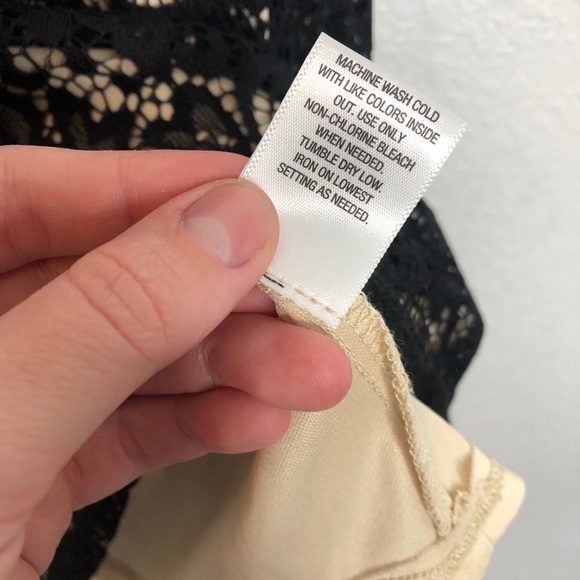 MACHINE WASH COLD
WITH LIKE COLORS INSIDE
OUT. USE ONLY
NON-CHLORINE BLEACH
WHEN NEEDED.
TUMBLE DRY LOW.
IRON ON LOWEST
SETTING AS NEEDED.